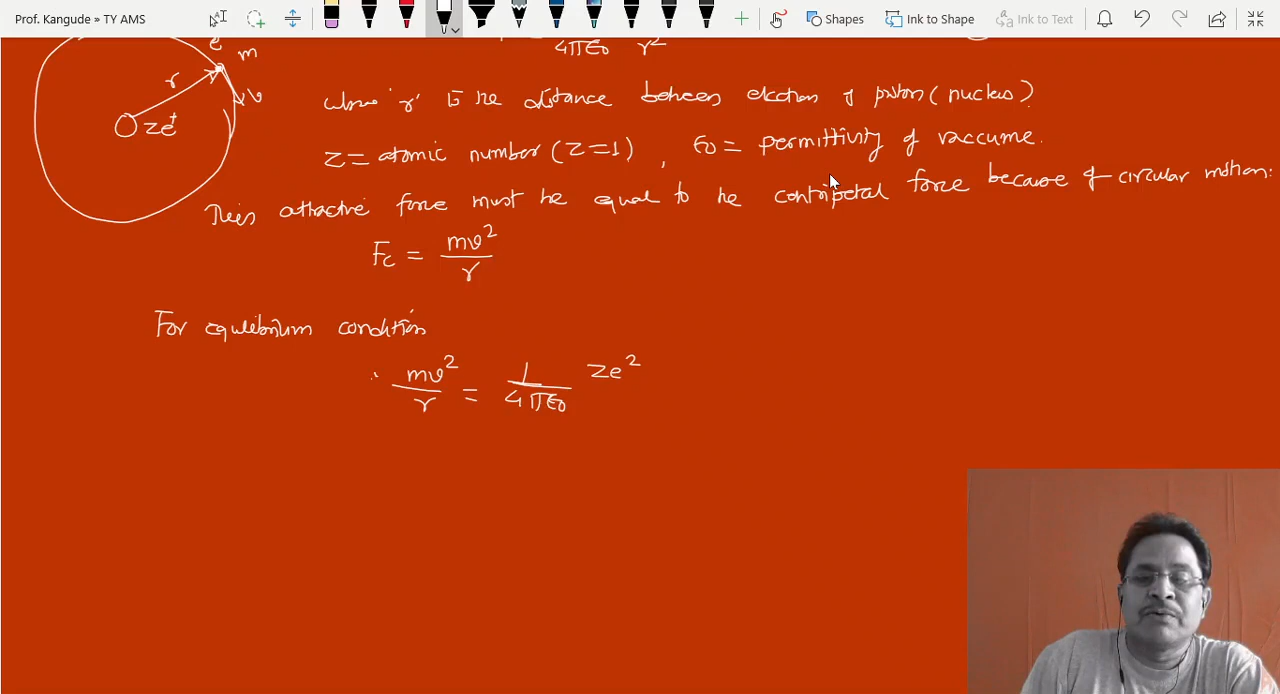 Prof. Kangude » TY AMS
Shapes
Ink to Shape
Ink to Text
e
m
r
v
4πε₀ r²
where 'r' is the distance between electron & proton (nucleus)
Ze⁺
Z = atomic number (Z=1), ε₀ = permittivity of vaccume.
This attractive force must be equal to the centripetal force because of circular motion.
Fc = mv²/r
For equilibrium condition
∴ mv²/r = 1/4πε₀ Ze²